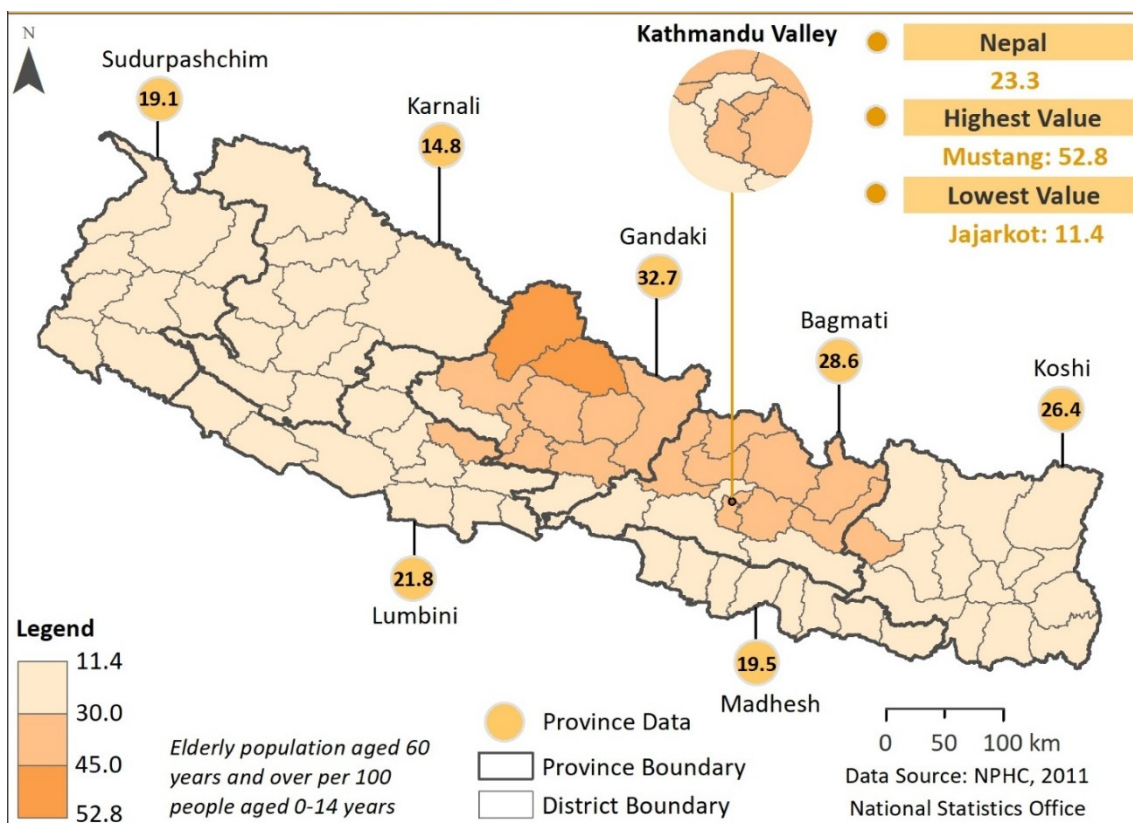 N
Kathmandu Valley
Nepal
23.3
Highest Value
Mustang: 52.8
Lowest Value
Jajarkot: 11.4
Sudurpashchim
19.1
Karnali
14.8
Gandaki
32.7
Bagmati
28.6
Koshi
26.4
21.8
Lumbini
19.5
Madhesh
Legend
11.4
30.0
45.0
52.8
Elderly population aged 60
years and over per 100
people aged 0-14 years
Province Data
Province Boundary
District Boundary
0 50 100 km
Data Source: NPHC, 2011
National Statistics Office